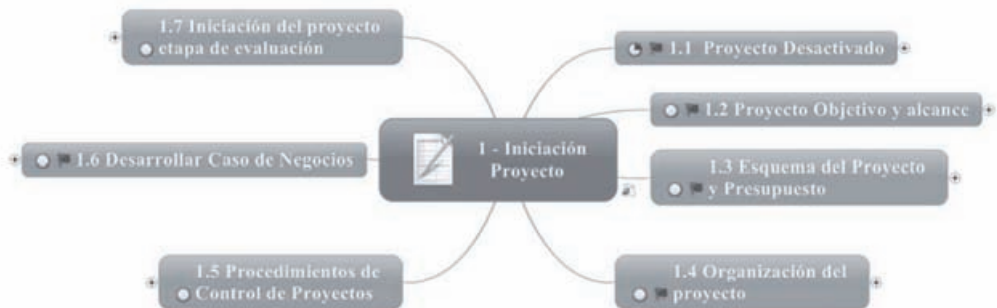 1.7 Iniciación del proyecto
etapa de evaluación
1.1 Proyecto Desactivado
1.2 Proyecto Objetivo y alcance
1.6 Desarrollar Caso de Negocios
1 - Iniciación
Proyecto
1.3 Esquema del Proyecto
y Presupuesto
1.5 Procedimientos de
Control de Proyectos
1.4 Organización del
proyecto